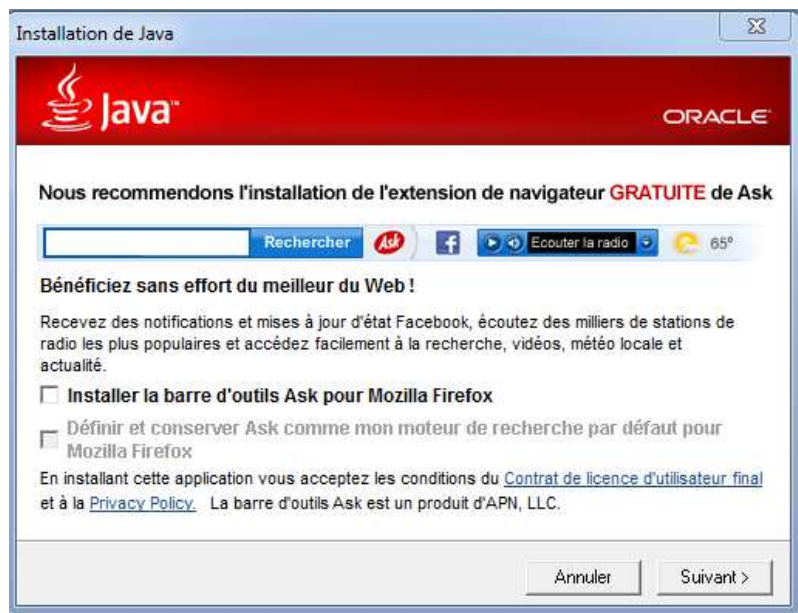 Installation de Java
Java™
ORACLE
Nous recommendons l'installation de l'extension de navigateur GRATUITE de Ask
Rechercher Ask f Ecouter la radio 65°
Bénéficiez sans effort du meilleur du Web !
Recevez des notifications et mises à jour d'état Facebook, écoutez des milliers de stations de
radio les plus populaires et accédez facilement à la recherche, vidéos, météo locale et
actualité.
Installer la barre d'outils Ask pour Mozilla Firefox
Définir et conserver Ask comme mon moteur de recherche par défaut pour
Mozilla Firefox
En installant cette application vous acceptez les conditions du Contrat de licence d'utilisateur final
et à la Privacy Policy. La barre d'outils Ask est un produit d'APN, LLC.
Annuler Suivant >